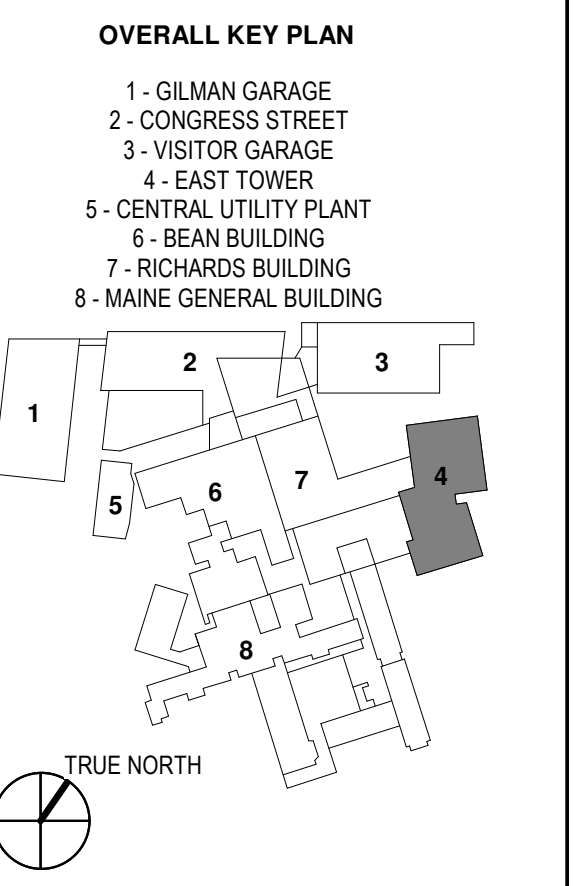 OVERALL KEY PLAN
1 - GILMAN GARAGE
2 - CONGRESS STREET
3 - VISITOR GARAGE
4 - EAST TOWER
5 - CENTRAL UTILITY PLANT
6 - BEAN BUILDING
7 - RICHARDS BUILDING
8 - MAINE GENERAL BUILDING
2
3
1
4
7
6
5
8
TRUE NORTH